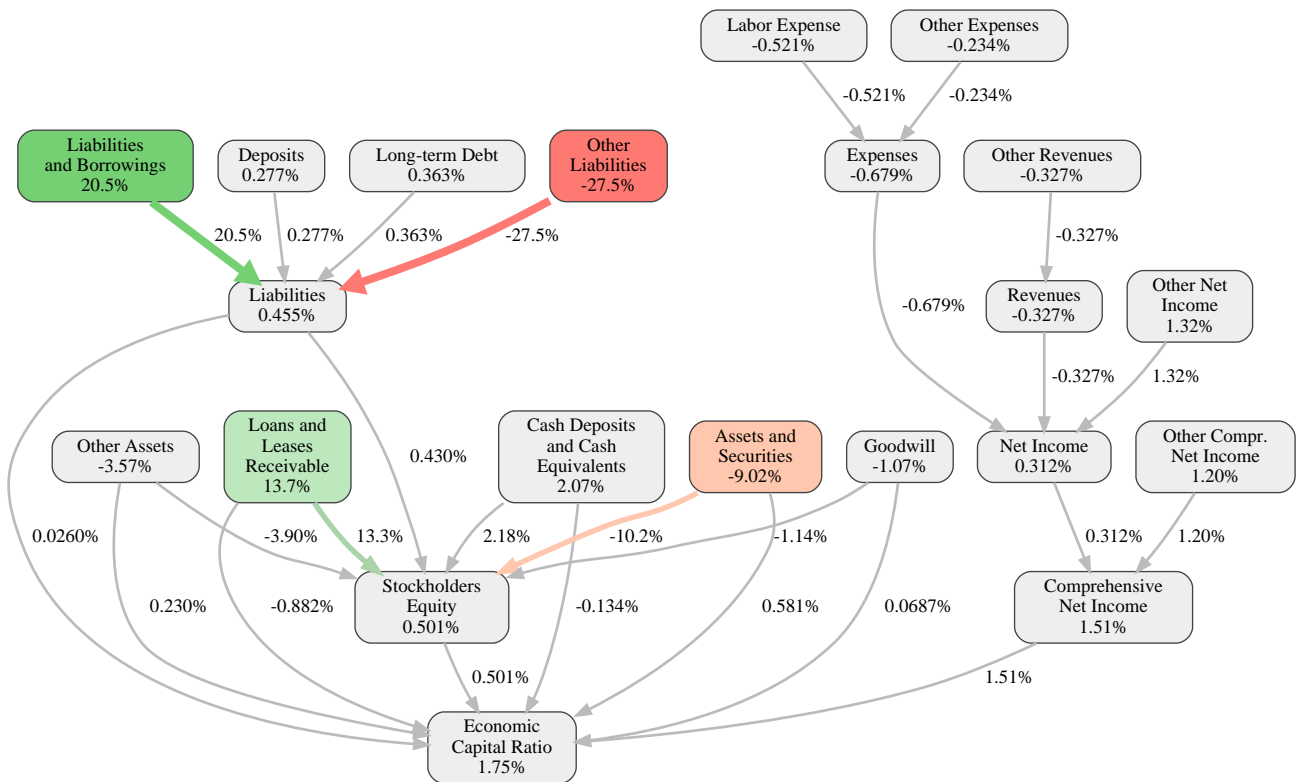 Labor Expense
-0.521%
Other Expenses
-0.234%
-0.521%
-0.234%
Liabilities
and Borrowings
20.5%
Deposits
0.277%
Long-term Debt
0.363%
Other
Liabilities
-27.5%
Expenses
-0.679%
Other Revenues
-0.327%
20.5%
0.277%
0.363%
-27.5%
-0.327%
Liabilities
0.455%
-0.679%
Revenues
-0.327%
Other Net
Income
1.32%
-0.327%
1.32%
Other Assets
-3.57%
Loans and
Leases
Receivable
13.7%
0.430%
Cash Deposits
and Cash
Equivalents
2.07%
Assets and
Securities
-9.02%
Goodwill
-1.07%
Net Income
0.312%
Other Compr.
Net Income
1.20%
0.0260%
-3.90%
13.3%
2.18%
-10.2%
-1.14%
0.312%
1.20%
0.230%
-0.882%
Stockholders
Equity
0.501%
-0.134%
0.581%
0.0687%
Comprehensive
Net Income
1.51%
0.501%
1.51%
Economic
Capital Ratio
1.75%